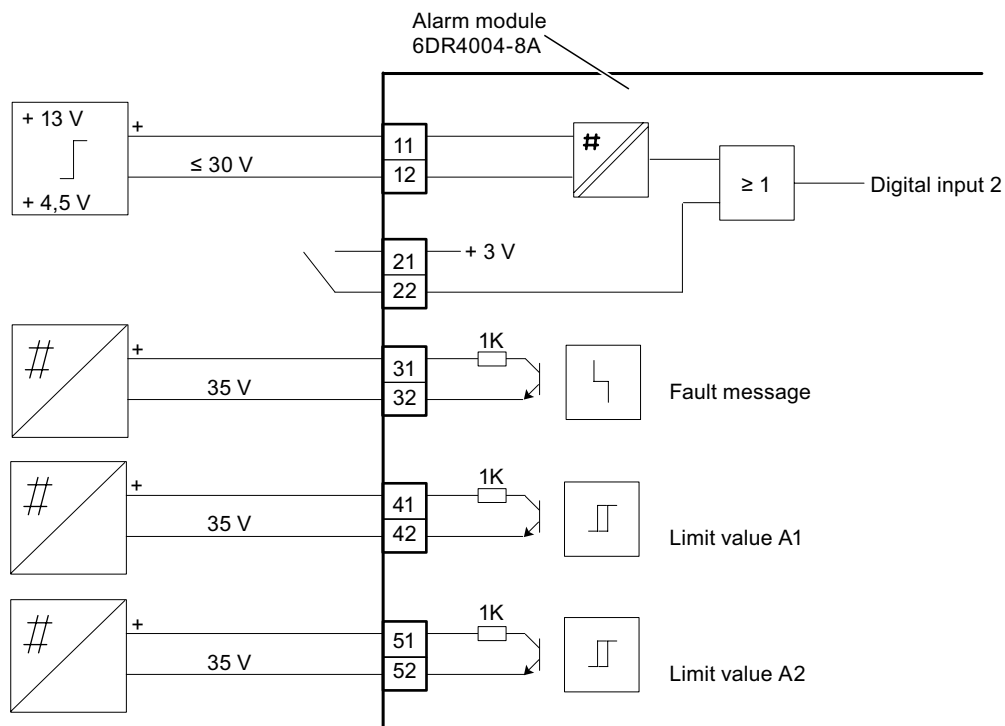 Alarm module
6DR4004-8A
+ 13 V
+ 4,5 V
+
≤ 30 V
11
12
#
≥ 1
Digital input 2
21
22
+ 3 V
#
+
35 V
31
32
1K
Fault message
#
+
35 V
41
42
1K
Limit value A1
#
+
35 V
51
52
1K
Limit value A2